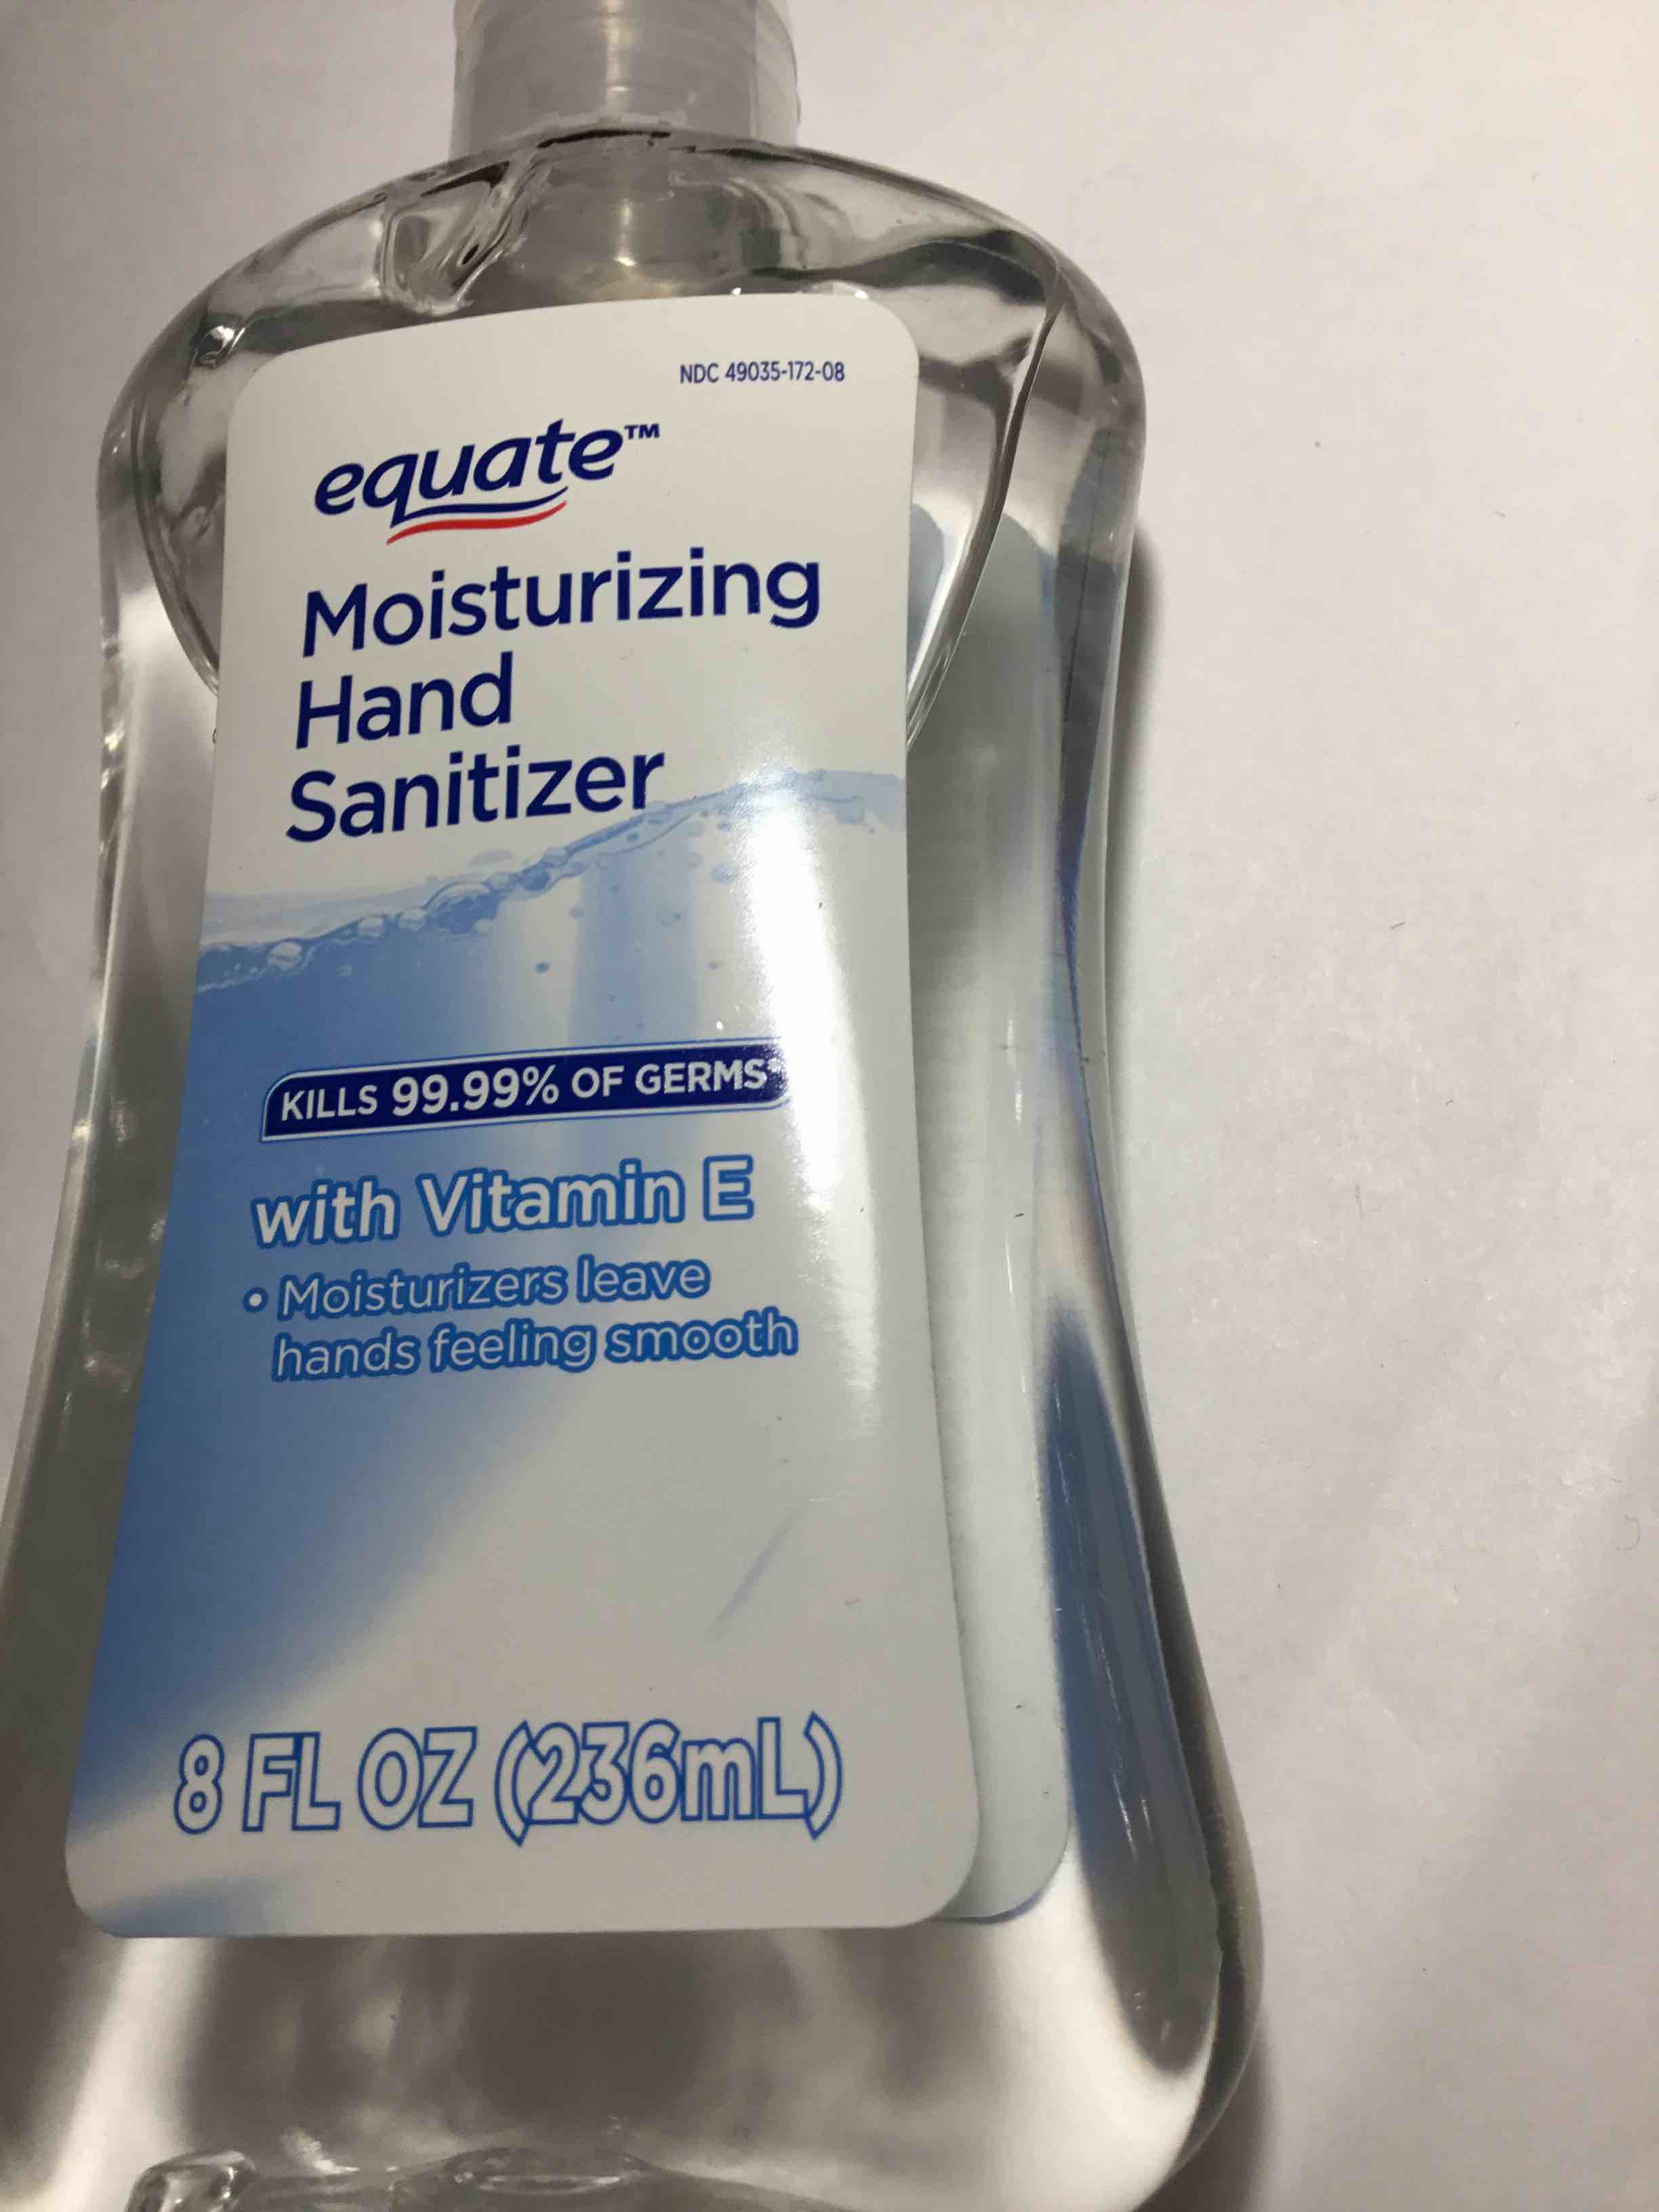 NDC 49035-172-08
equate™
Moisturizing
Hand
Sanitizer
KILLS 99.99% OF GERMS*
with Vitamin E
• Moisturizers leave
hands feeling smooth
8 FL OZ (236mL)